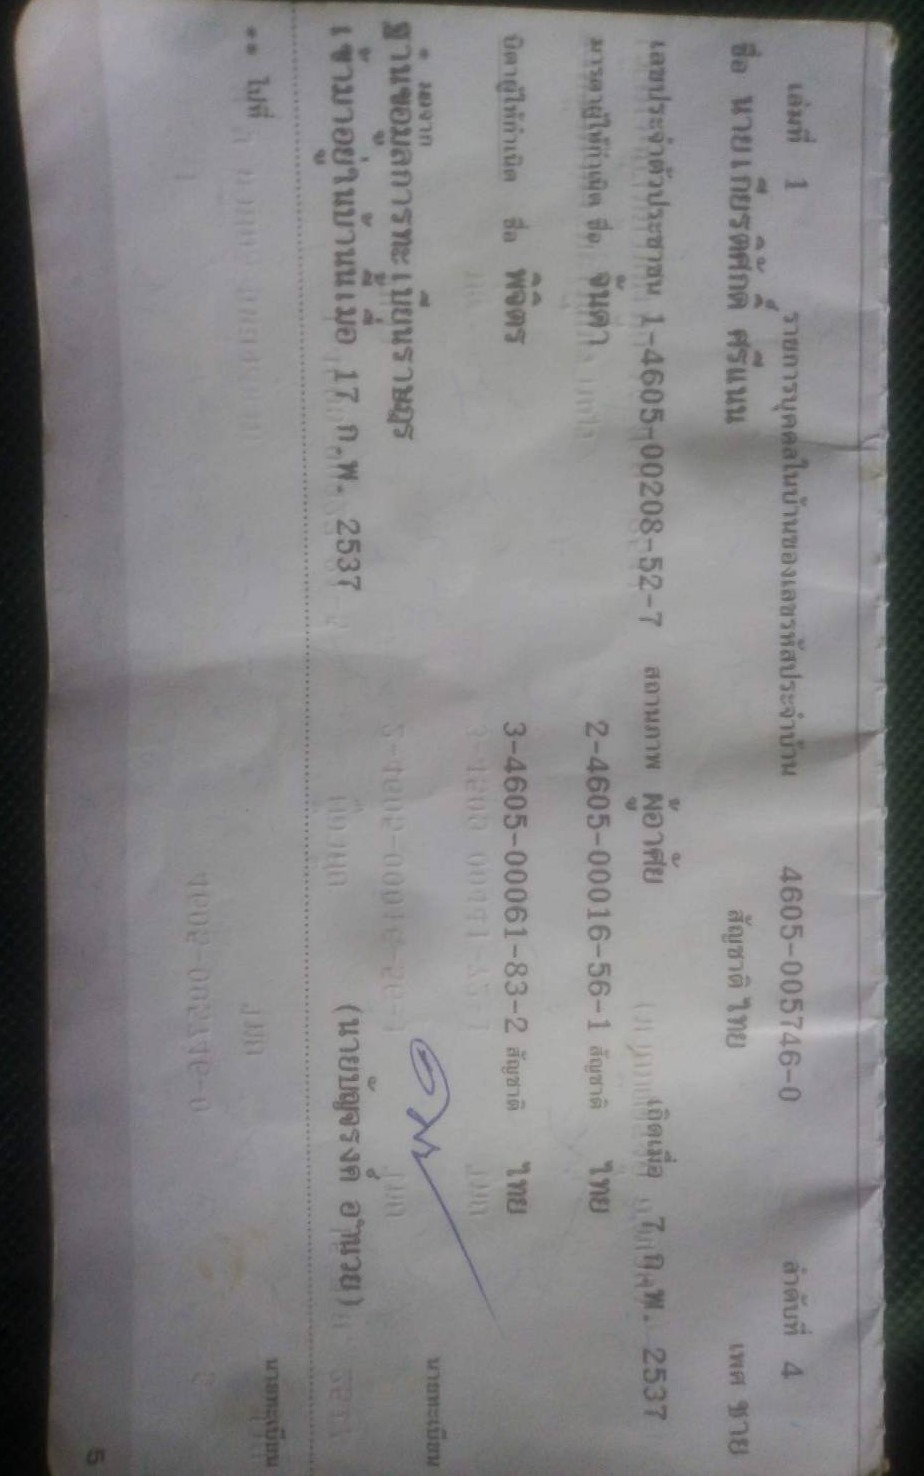 เล่มที่ 1 รายการบุคคลในบ้านของเลขรหัสประจำบ้าน 4605-005746-0 ลำดับที่ 4
ชื่อ นายเกียรติศักดิ์ ศรีแนน สัญชาติ ไทย เพศ ชาย
เลขประจำตัวประชาชน 1-4605-00208-52-7 สถานภาพ ผู้อาศัย เกิดเมื่อ 7 ก.พ. 2537
มารดาผู้ให้กำเนิด ชื่อ จันดา 2-4605-00016-56-1 สัญชาติ ไทย
บิดาผู้ให้กำเนิด ชื่อ พิจิตร 3-4605-00061-83-2 สัญชาติ ไทย
* มาจาก
ฐานข้อมูลการทะเบียนราษฎร นายทะเบียน
เข้ามาอยู่ในบ้านนี้เมื่อ 17 ก.พ. 2537 (นายบัญจรงค์ อำนวย)
** ไปที่
นายทะเบียน
5